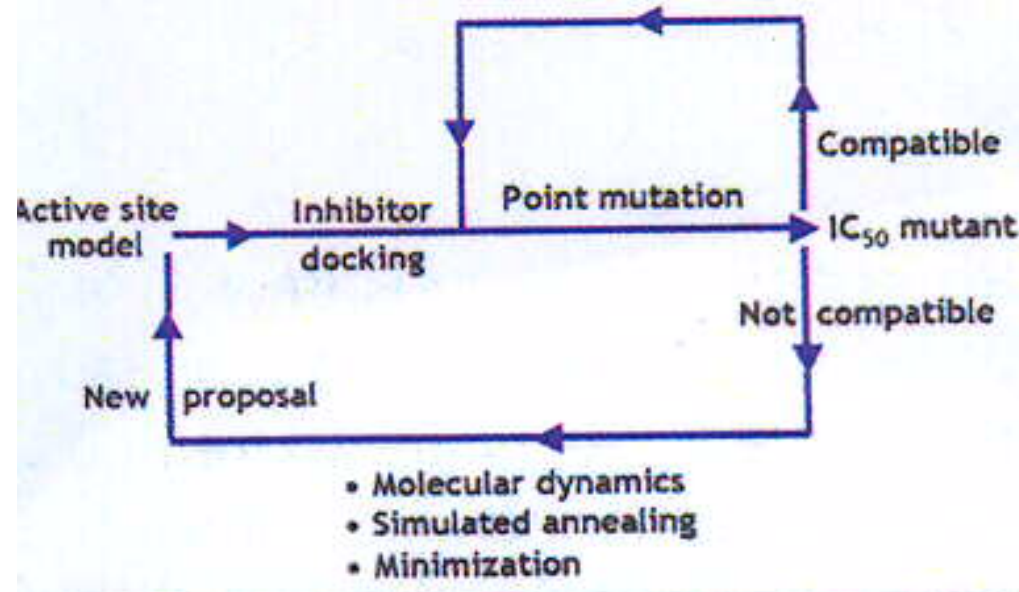 Compatible
Point mutation
Active site
model
Inhibitor
docking
IC₅₀ mutant
Not compatible
New proposal
• Molecular dynamics
• Simulated annealing
• Minimization